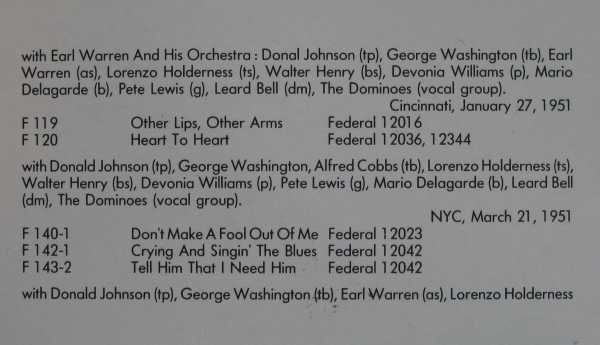 with Earl Warren And His Orchestra : Donal Johnson (tp), George Washington (tb), Earl
Warren (as), Lorenzo Holderness (ts), Walter Henry (bs), Devonia Williams (p), Mario
Delagarde (b), Pete Lewis (g), Leard Bell (dm), The Dominoes (vocal group).
Cincinnati, January 27, 1951
F 119 Other Lips, Other Arms Federal 12016
F 120 Heart To Heart Federal 12036, 12344
with Donald Johnson (tp), George Washington, Alfred Cobbs (tb), Lorenzo Holderness (ts),
Walter Henry (bs), Devonia Williams (p), Pete Lewis (g), Mario Delegarde (b), Leard Bell
(dm), The Dominoes (vocal group).
NYC, March 21, 1951
F 140-1 Don't Make A Fool Out Of Me Federal 12023
F 142-1 Crying And Singin' The Blues Federal 12042
F 143-2 Tell Him That I Need Him Federal 12042
with Donald Johnson (tp), George Washington (tb), Earl Warren (as), Lorenzo Holderness